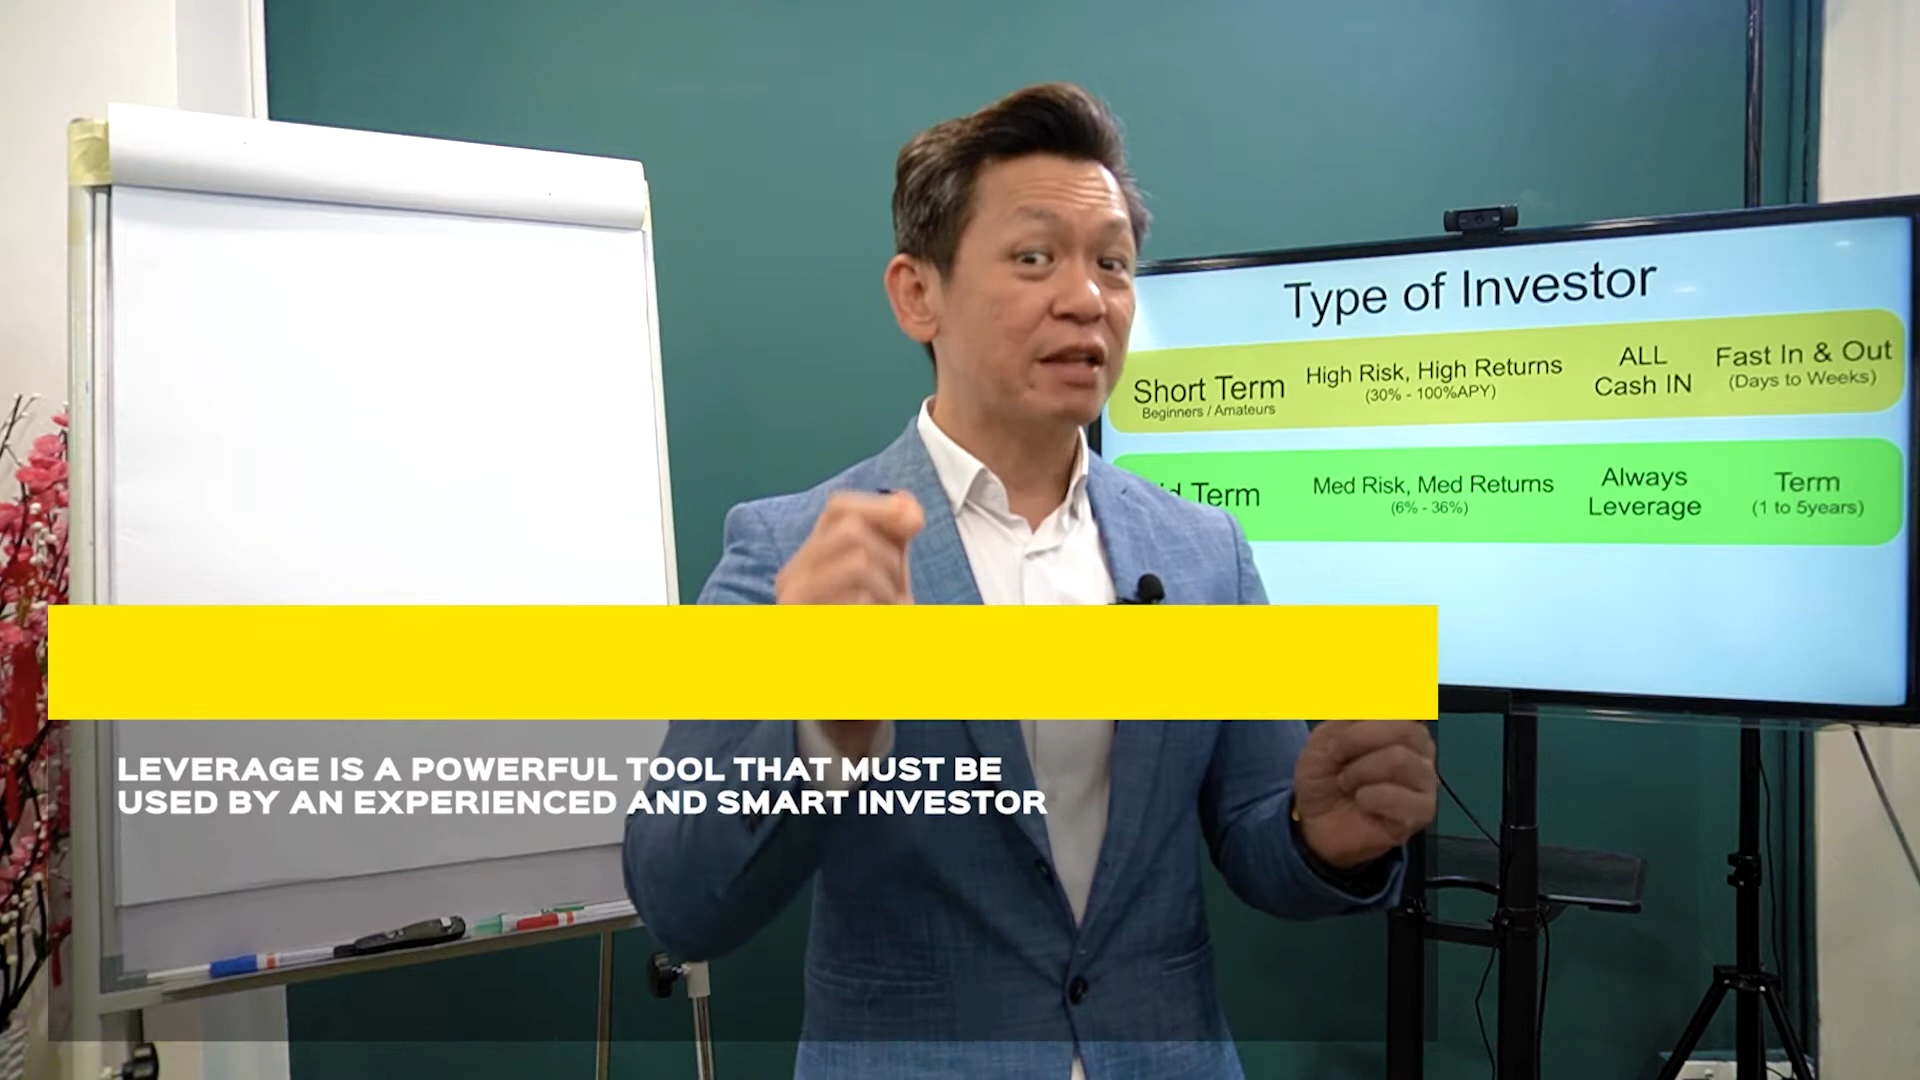 Type of Investor
Short Term
Beginners / Amateurs
High Risk, High Returns
(30% - 100%APY)
ALL
Cash IN
Fast In & Out
(Days to Weeks)
Term
Med Risk, Med Returns
(6% - 36%)
Always
Leverage
Term
(1 to 5years)
LEVERAGE IS A POWERFUL TOOL THAT MUST BE
USED BY AN EXPERIENCED AND SMART INVESTOR